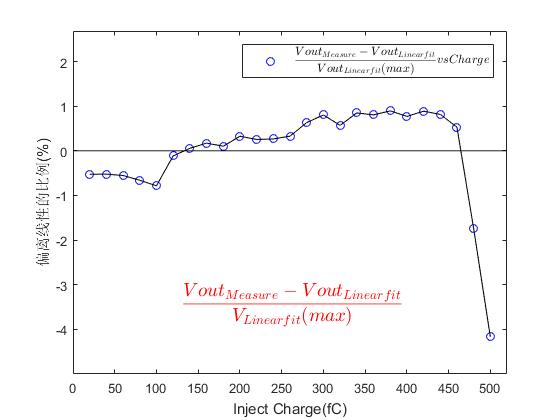 Vout_Measure − Vout_Linearfit
Vout_Linearfit(max) vsCharge
2
1
0
-1
-2
-3
-4
偏离线性的比例(%)
Vout_Measure − Vout_Linearfit
V_Linearfit(max)
0 50 100 150 200 250 300 350 400 450 500
Inject Charge(fC)